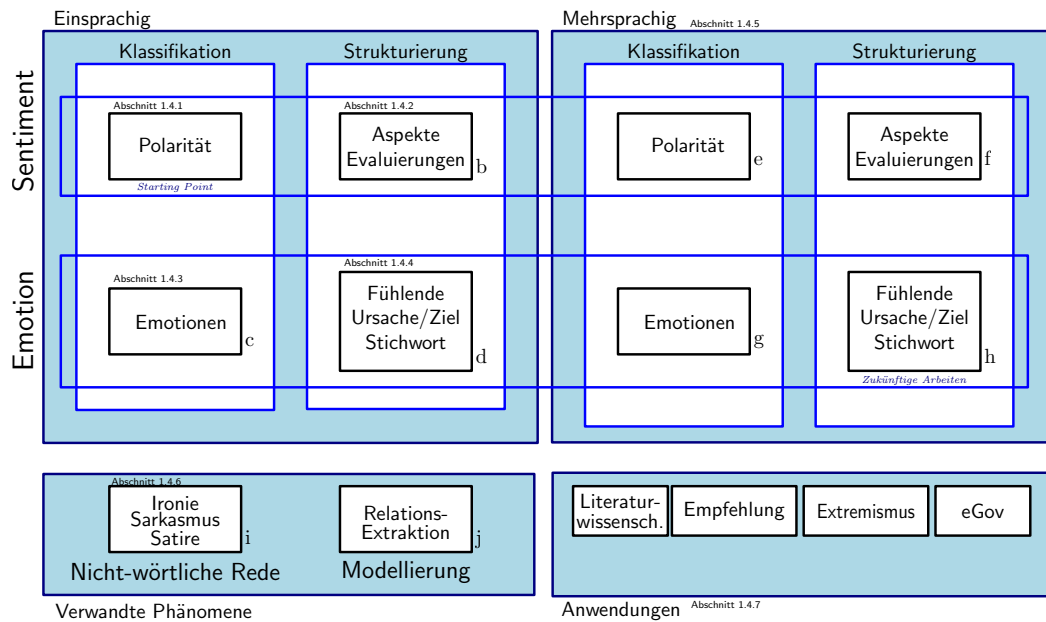 Einsprachig
Mehrsprachig Abschnitt 1.4.5
Klassifikation
Strukturierung
Klassifikation
Strukturierung
Sentiment
Abschnitt 1.4.1
Polarität
Starting Point
Abschnitt 1.4.2
Aspekte
Evaluierungen
b
Polarität
e
Aspekte
Evaluierungen
f
Emotion
Abschnitt 1.4.3
Emotionen
c
Abschnitt 1.4.4
Fühlende
Ursache/Ziel
Stichwort
d
Emotionen
g
Fühlende
Ursache/Ziel
Stichwort
h
Zukünftige Arbeiten
Abschnitt 1.4.6
Ironie
Sarkasmus
Satire
i
Nicht-wörtliche Rede
Relations-
Extraktion
j
Modellierung
Verwandte Phänomene
Literatur-
wissensch.
Empfehlung
Extremismus
eGov
Anwendungen Abschnitt 1.4.7